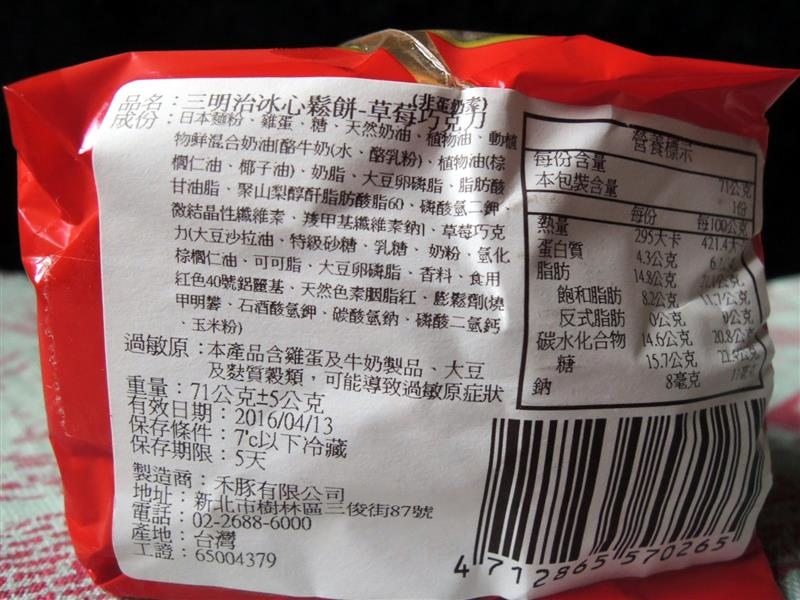 (非蛋奶素)
品名：三明治冰心鬆餅-草莓巧克力
成份：日本麵粉、雞蛋、糖、天然奶油、植物油、動植
物鮮混合奶油[酪牛奶(水、酪乳粉)、植物油(棕
櫚仁油、椰子油)、奶脂、大豆卵磷脂、脂肪酸
甘油脂、聚山梨醇酐脂肪酸脂60、磷酸氫二鉀、
微結晶性纖維素、羧甲基纖維素鈉]、草莓巧克
力(大豆沙拉油、特級砂糖、乳糖、奶粉、氫化
棕櫚仁油、可可脂、大豆卵磷脂、香料、食用
紅色40號鋁麗基、天然色素胭脂紅、膨鬆劑(燒
甲明礬、石酒酸氫鉀、碳酸氫鈉、磷酸二氫鈣
、玉米粉)
過敏原：本產品含雞蛋及牛奶製品、大豆
及麩質穀類，可能導致過敏原症狀
重量：71公克±5公克
有效日期：2016/04/13
保存條件：7℃以下冷藏
保存期限：5天
製造商：禾豚有限公司
地址：新北市樹林區三俊街87號
電話：02-2688-6000
產地：台灣
工證：65004379
營養標示
每份含量 71公克
本包裝含量 1份
每份 每100公克
熱量 295大卡 421.4大卡
蛋白質 4.3公克
脂肪 14.8公克
飽和脂肪 8.2公克
反式脂肪 0公克 0公克
碳水化合物 14.6公克 20.8公克
糖 15.7公克
鈉 8毫克
4 712865 570265